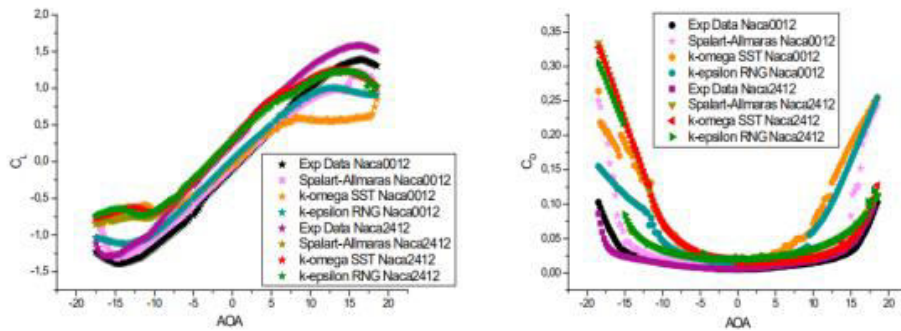 2,0
1,5
1,0
0,5
0,0
-0,5
-1,0
-1,5
C_L
-20 -15 -10 -5 0 5 10 15 20
AOA
Exp Data Naca0012
Spalart-Allmaras Naca0012
k-omega SST Naca0012
k-epsilon RNG Naca0012
Exp Data Naca2412
Spalart-Allmaras Naca2412
k-omega SST Naca2412
k-epsilon RNG Naca2412
0,35
0,30
0,25
0,20
0,15
0,10
0,05
0,00
C_D
-20 -15 -10 -5 0 5 10 15 20
AOA
Exp Data Naca0012
Spalart-Allmaras Naca0012
k-omega SST Naca0012
k-epsilon RNG Naca0012
Exp Data Naca2412
Spalart-Allmaras Naca2412
k-omega SST Naca2412
k-epsilon RNG Naca2412